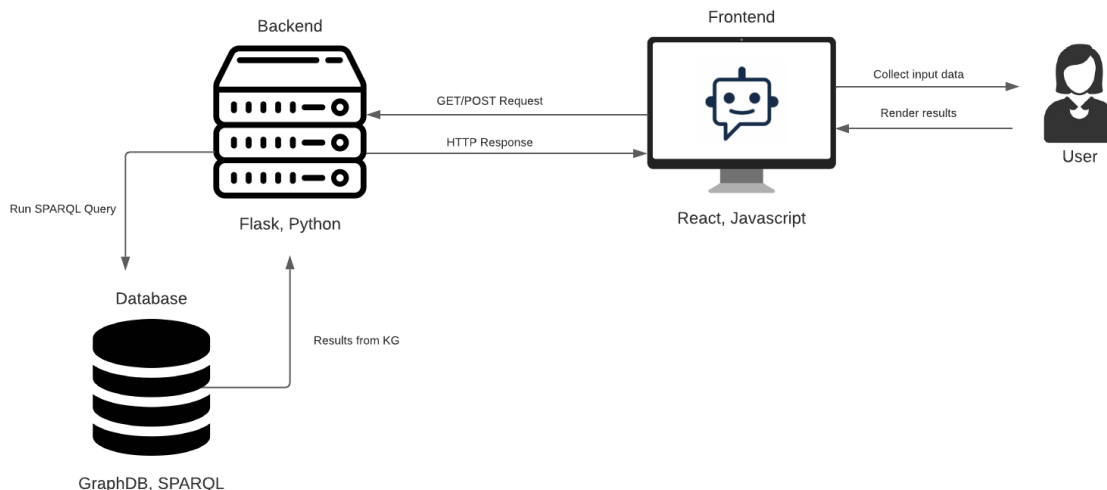 Frontend
Backend
Collect input data
GET/POST Request
Render results
HTTP Response
User
Run SPARQL Query
Flask, Python
React, Javascript
Database
Results from KG
GraphDB, SPARQL